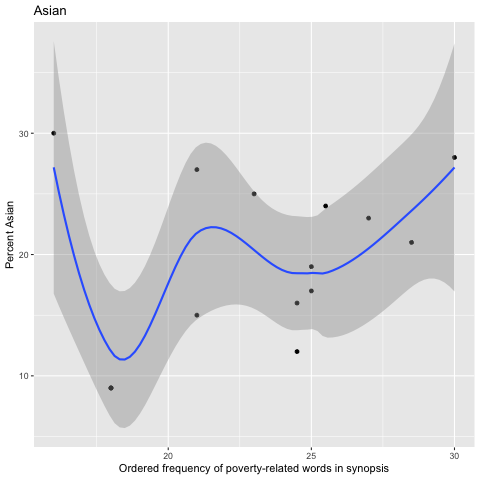 Asian
Percent Asian
30
20
10
20
25
30
Ordered frequency of poverty-related words in synopsis